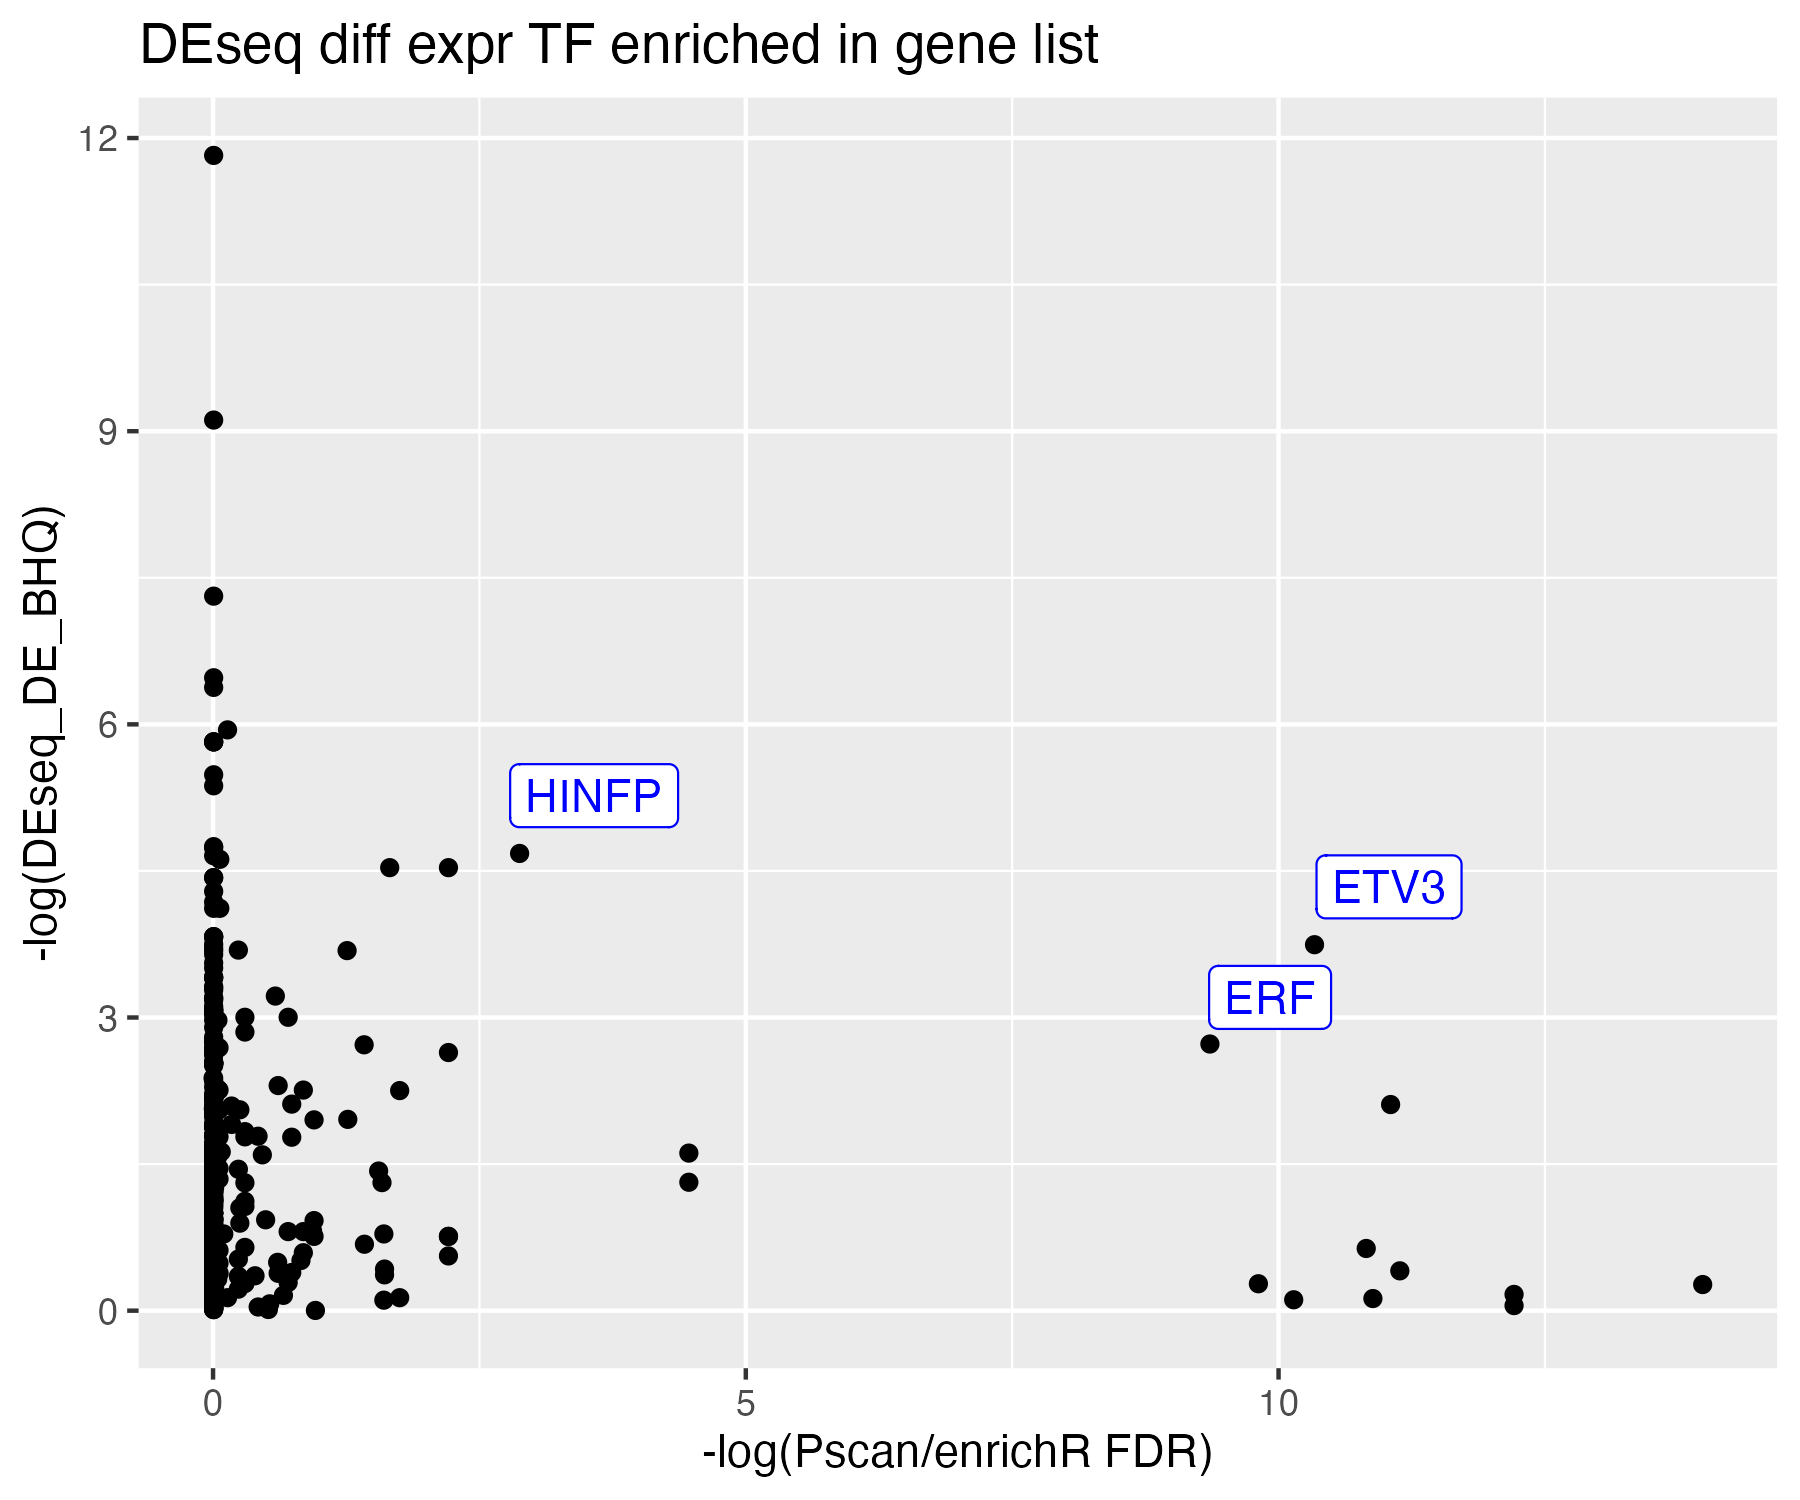 DEseq diff expr TF enriched in gene list
12
9
6
3
0
-log(DEseq_DE_BHQ)
HINFP
ETV3
ERF
0
5
10
-log(Pscan/enrichR FDR)